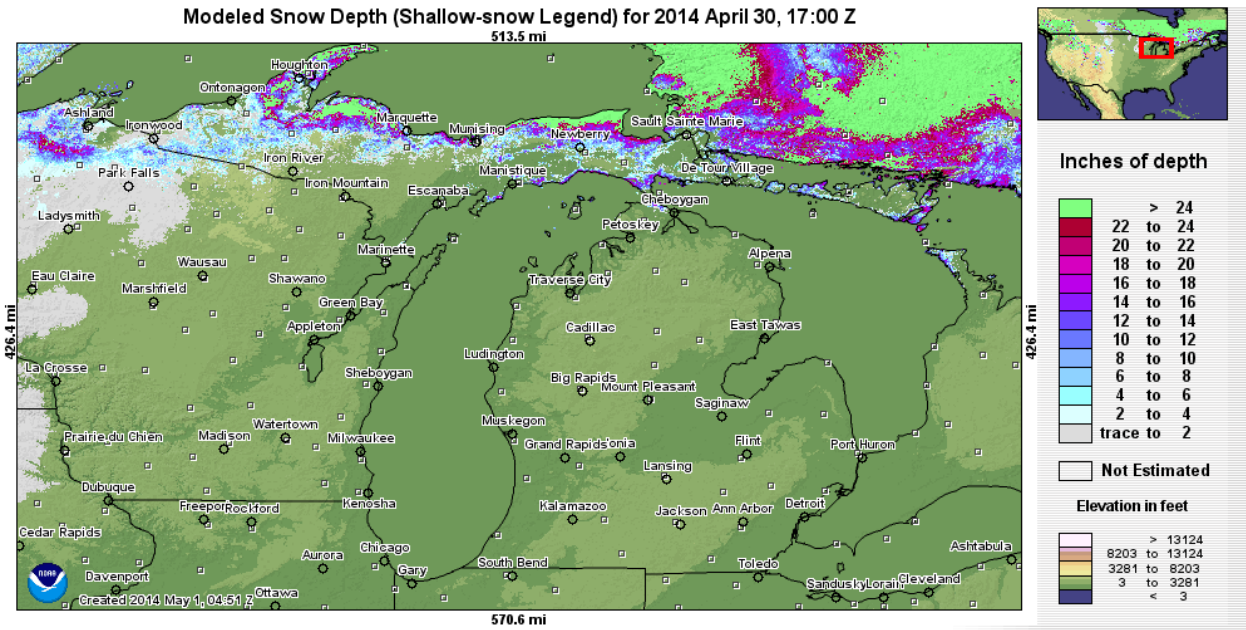 Modeled Snow Depth (Shallow-snow Legend) for 2014 April 30, 17:00 Z
513.5 mi
Houghton
Ontonagon
Ashland
Ironwood
Marquette
Munising
Newberry
Sault Sainte Marie
Iron River
Park Falls
Iron Mountain
Escanaba
Manistique
De Tour Village
Cheboygan
Ladysmith
Petoskey
Marinette
Alpena
Wausau
Eau Claire
Shawano
Marshfield
Traverse City
Green Bay
Appleton
Cadillac
East Tawas
426.4 mi
426.4 mi
Ludington
La Crosse
Sheboygan
Big Rapids
Mount Pleasant
Saginaw
Muskegon
Watertown
Prairie du Chien
Madison
Milwaukee
Grand Rapids
onia
Flint
Port Huron
Lansing
Dubuque
Kenosha
Freepor
Rockford
Kalamazoo
Jackson
Ann Arbor
Detroit
Cedar Rapids
Aurora
Chicago
Gary
South Bend
Toledo
Ashtabula
NOAA
Davenport
Ottawa
Sandusky
Lorain
Cleveland
Created 2014 May 1, 04:51 Z
570.6 mi
Inches of depth
> 24
22 to 24
20 to 22
18 to 20
16 to 18
14 to 16
12 to 14
10 to 12
8 to 10
6 to 8
4 to 6
2 to 4
trace to 2
Not Estimated
Elevation in feet
> 13124
8203 to 13124
3281 to 8203
3 to 3281
< 3